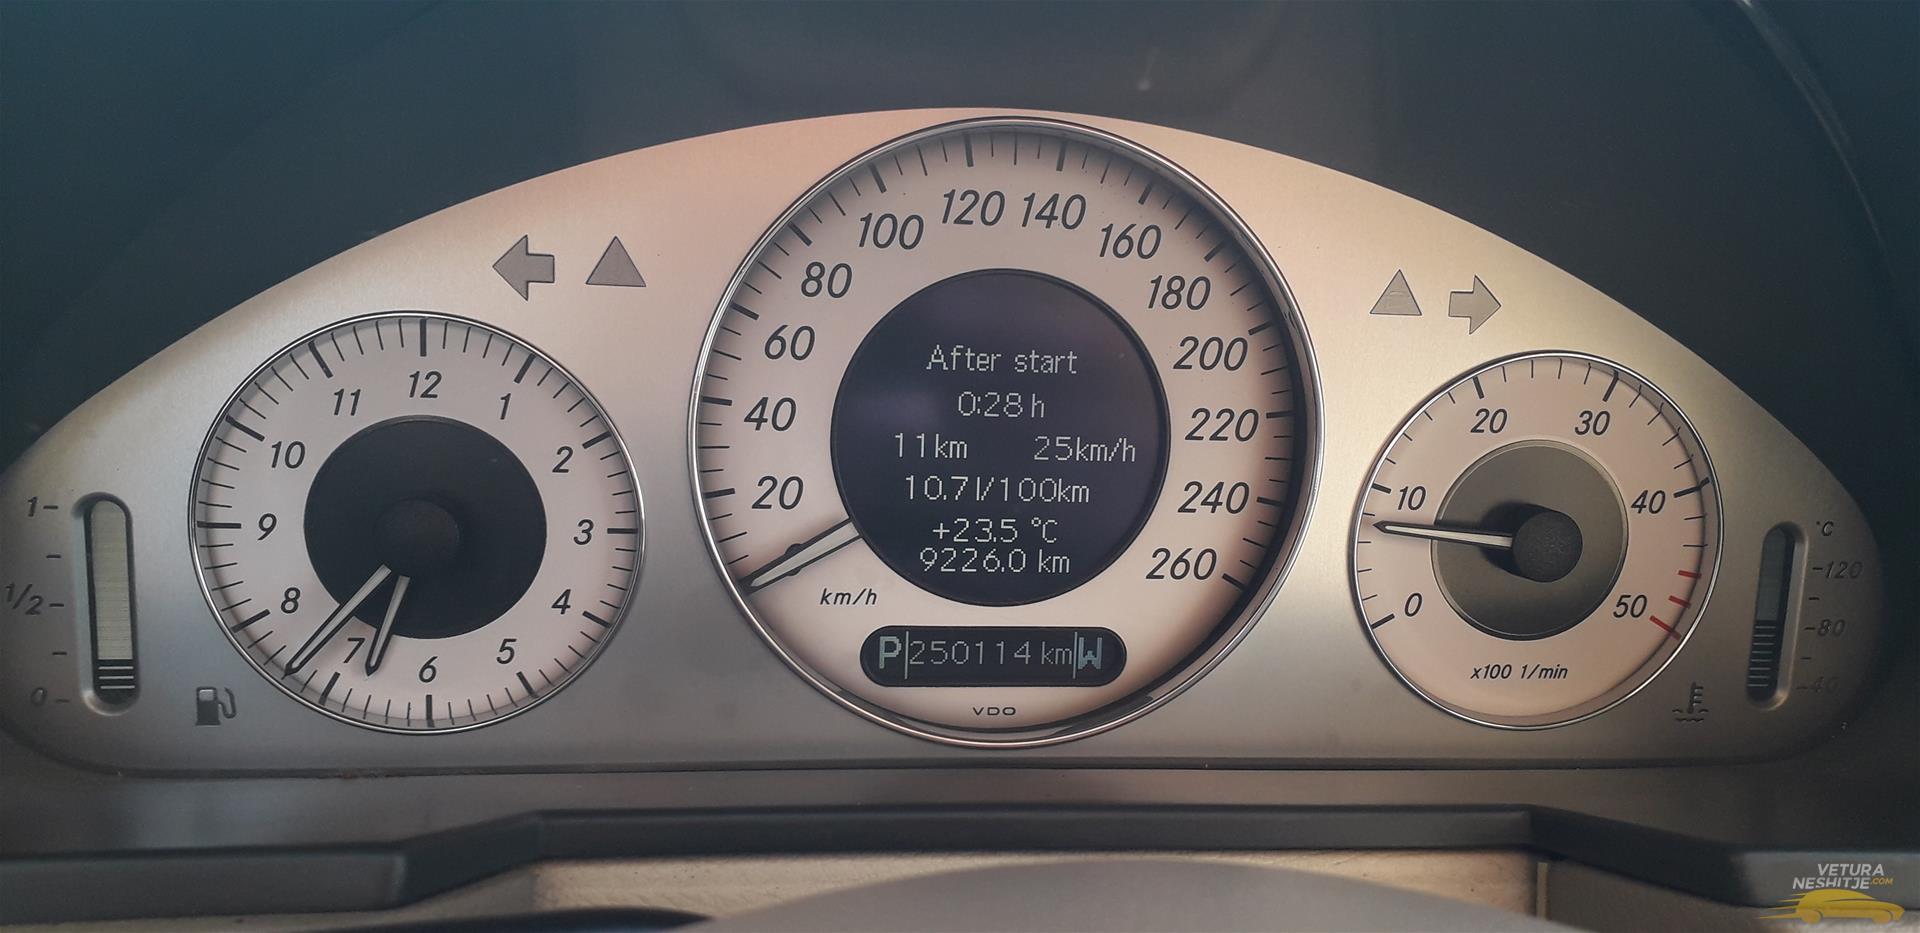 After start
0:28 h
11km 25km/h
10.7 l/100km
+23.5 °C
9226.0 km
P 250114 km W
VDO
km/h
20
40
60
80
100
120
140
160
180
200
220
240
260
12
1
2
3
4
5
6
7
8
9
10
11
1
1/2
0
0
10
20
30
40
50
x100 1/min
°C
120
80
40
VETURA
NESHITJE.COM